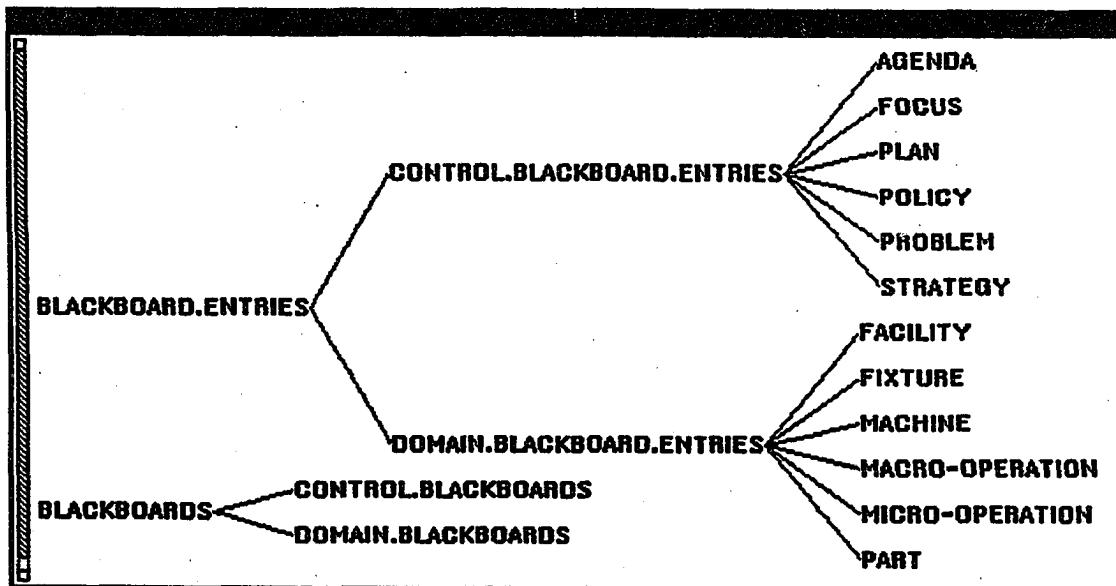 AGENDA
FOCUS
PLAN
CONTROL.BLACKBOARD.ENTRIES
POLICY
PROBLEM
STRATEGY
BLACKBOARD.ENTRIES
FACILITY
FIXTURE
MACHINE
DOMAIN.BLACKBOARD.ENTRIES
MACRO-OPERATION
CONTROL.BLACKBOARDS
BLACKBOARDS
MICRO-OPERATION
DOMAIN.BLACKBOARDS
PART